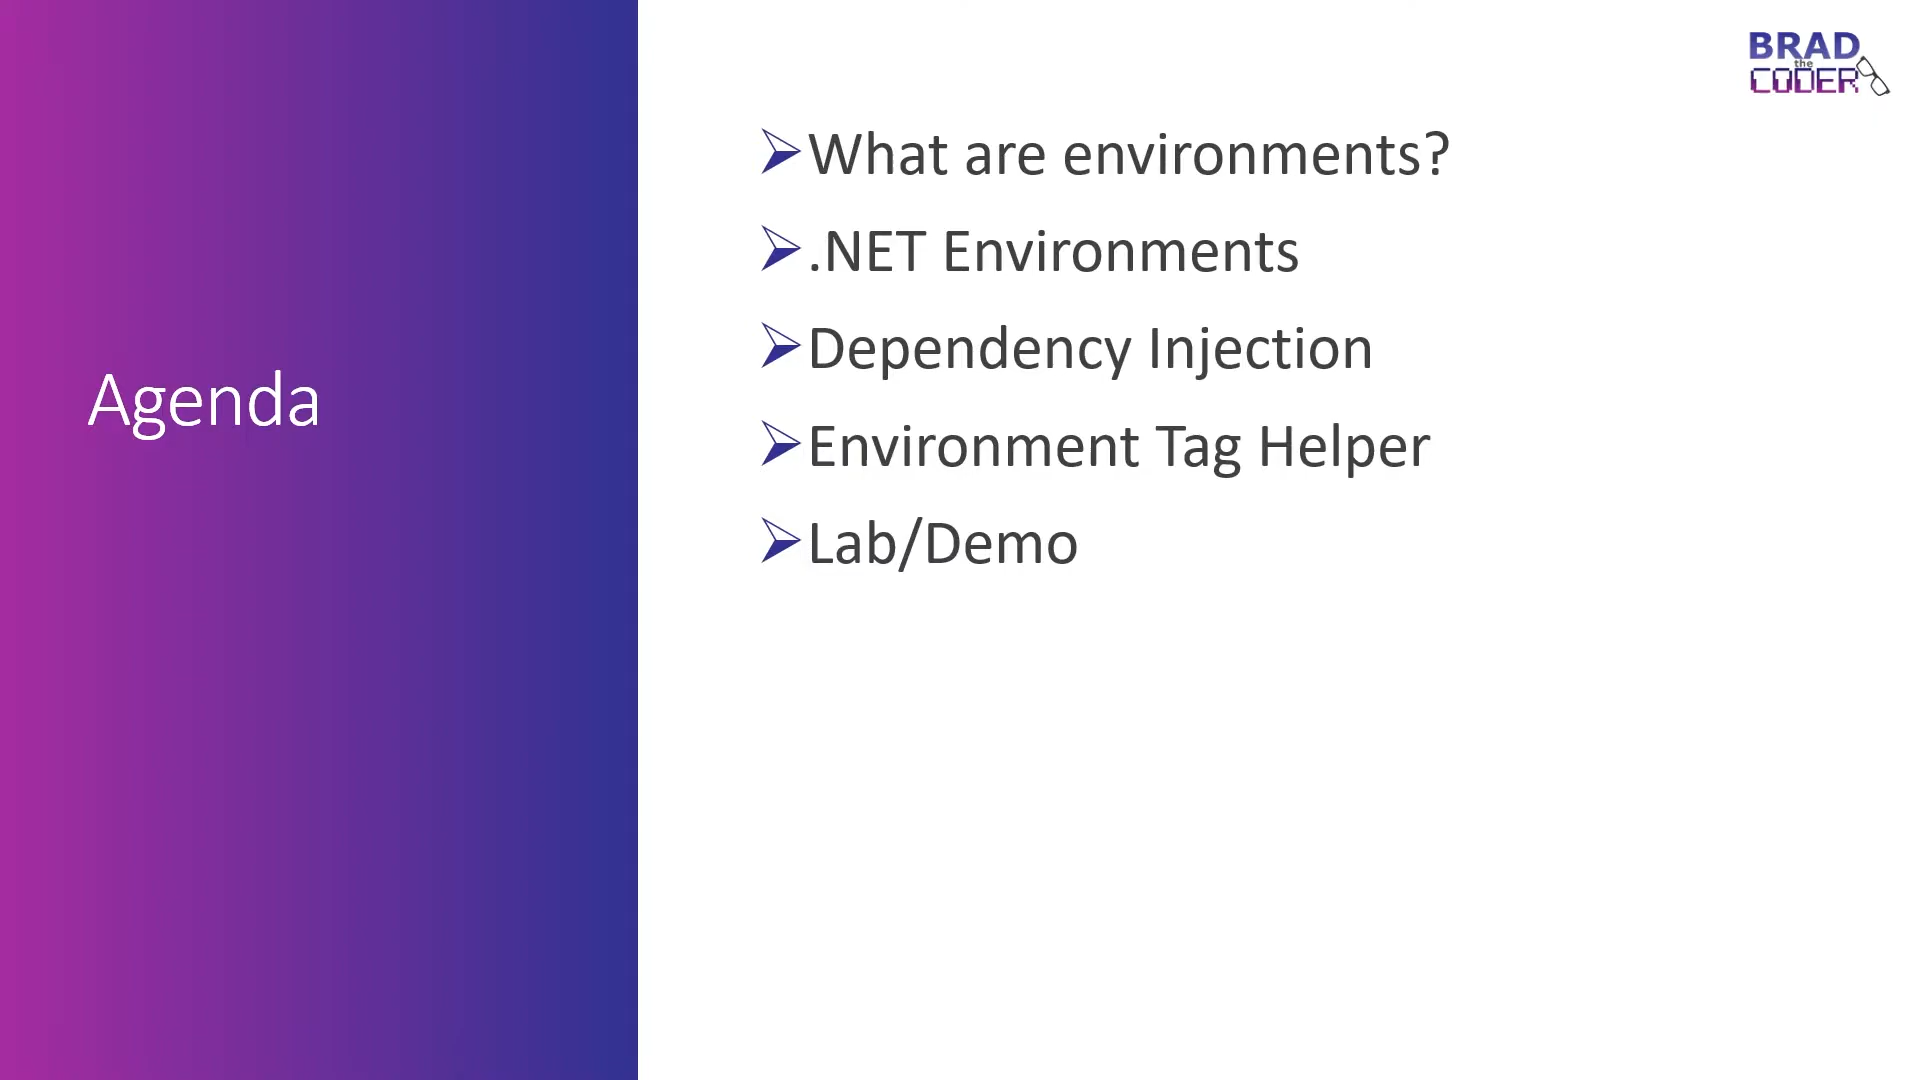 BRAD
the
CODER
Agenda
What are environments?
.NET Environments
Dependency Injection
Environment Tag Helper
Lab/Demo